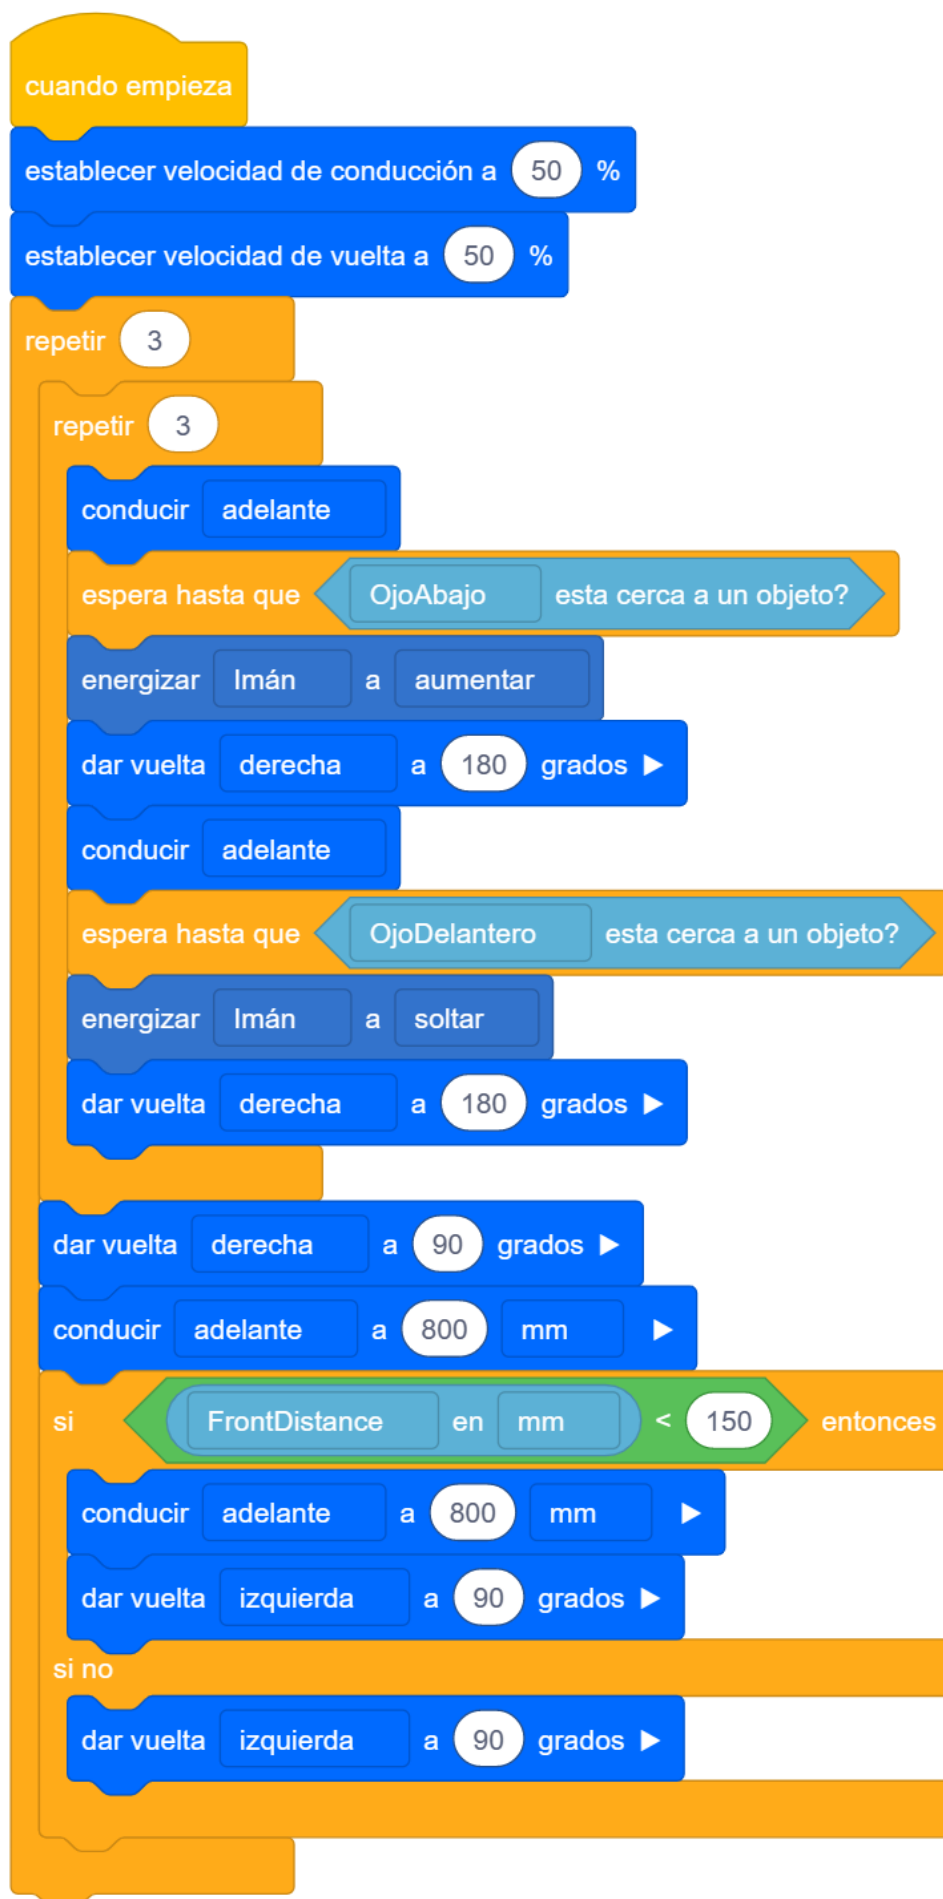 cuando empieza
establecer velocidad de conducción a 50 %
establecer velocidad de vuelta a 50 %
repetir 3
repetir 3
conducir adelante
espera hasta que OjoAbajo esta cerca a un objeto?
energizar Imán a aumentar
dar vuelta derecha a 180 grados
conducir adelante
espera hasta que OjoDelantero esta cerca a un objeto?
energizar Imán a soltar
dar vuelta derecha a 180 grados
dar vuelta derecha a 90 grados
conducir adelante a 800 mm
si FrontDistance en mm < 150 entonces
conducir adelante a 800 mm
dar vuelta izquierda a 90 grados
si no
dar vuelta izquierda a 90 grados